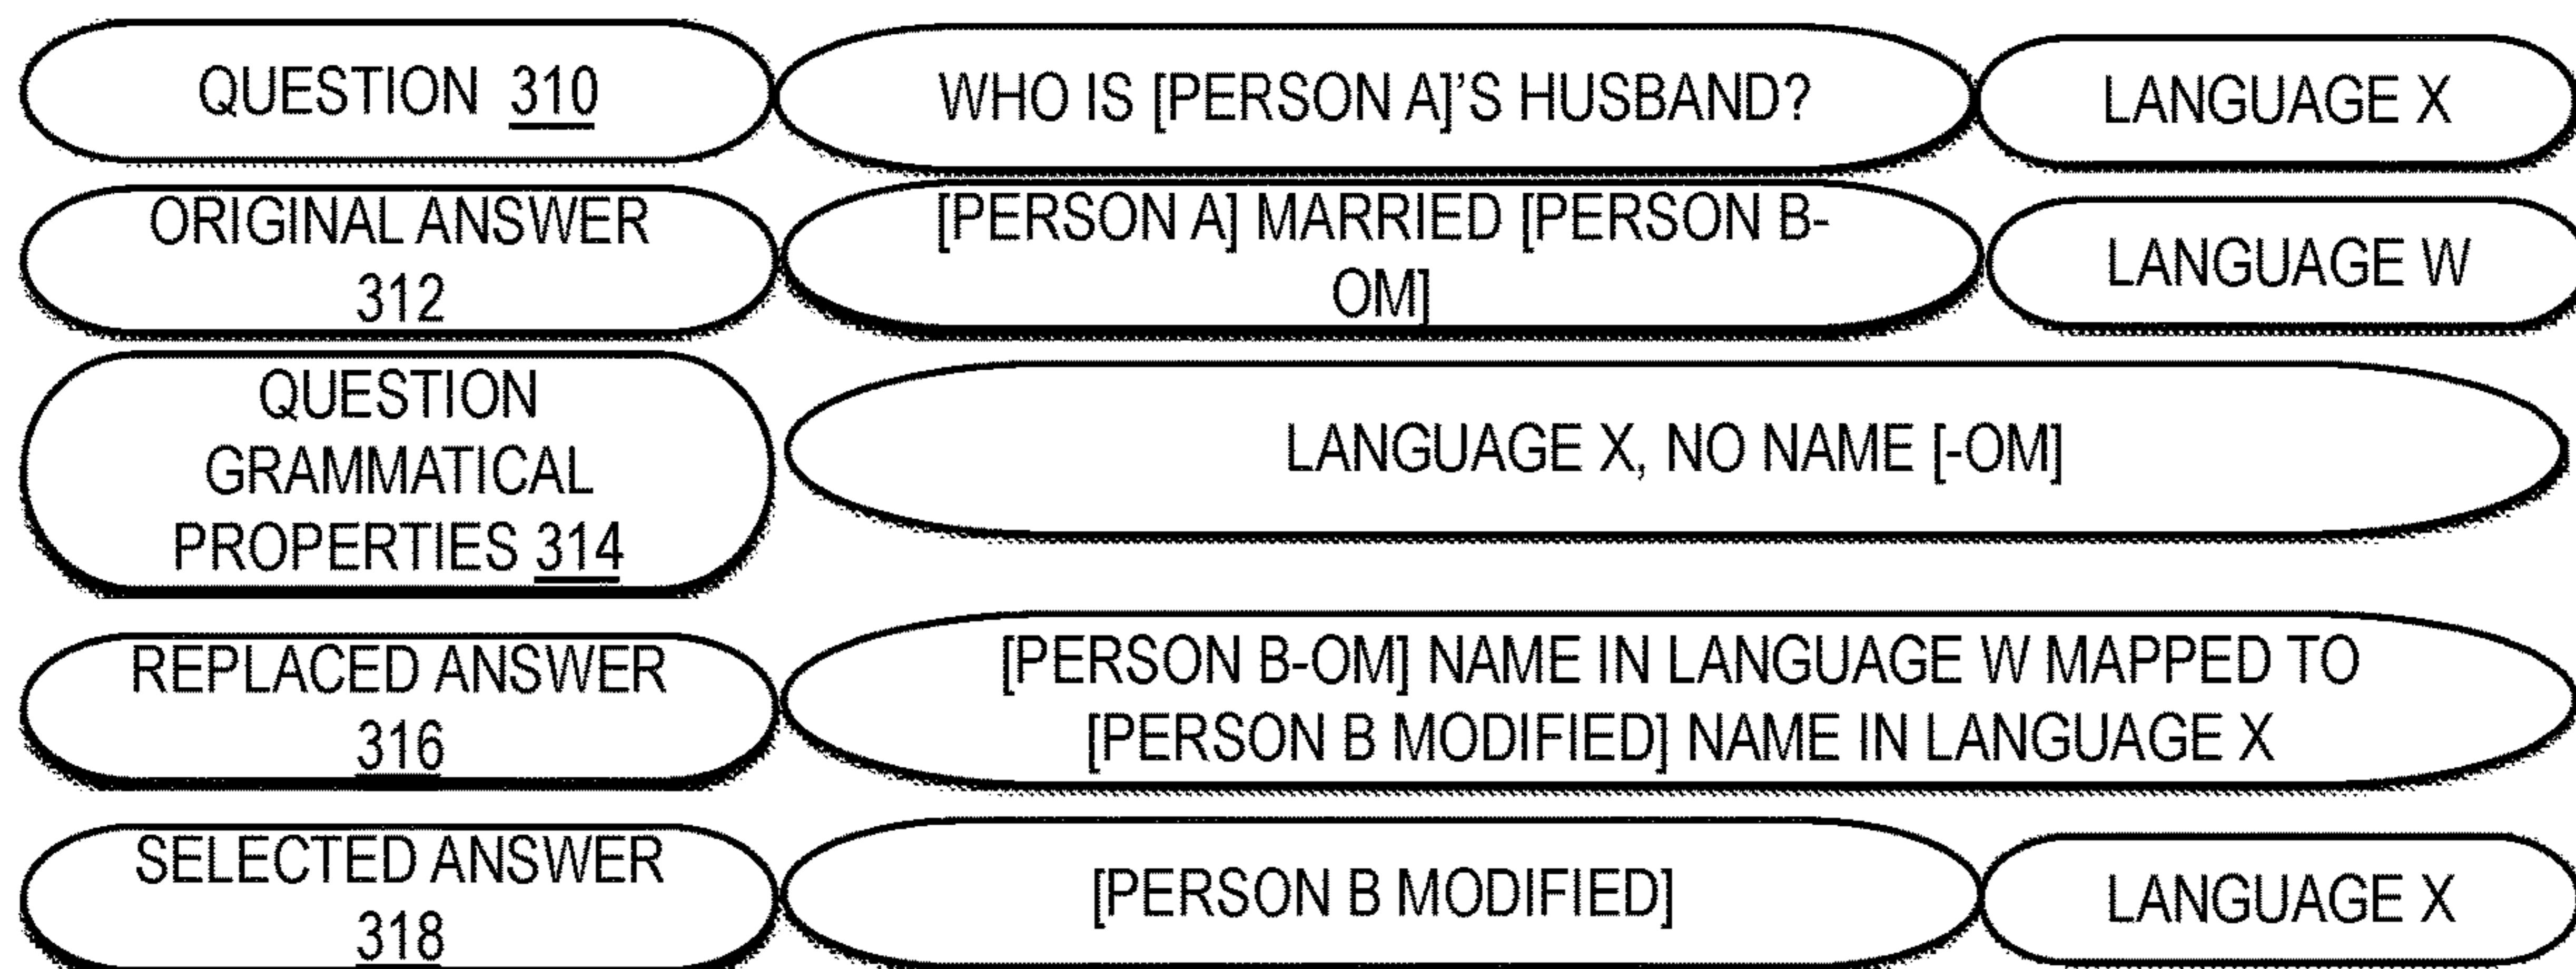 QUESTION 310
WHO IS [PERSON A]'S HUSBAND?
LANGUAGE X
ORIGINAL ANSWER
312
[PERSON A] MARRIED [PERSON B-
OM]
LANGUAGE W
QUESTION
GRAMMATICAL
PROPERTIES 314
LANGUAGE X, NO NAME [-OM]
REPLACED ANSWER
316
[PERSON B-OM] NAME IN LANGUAGE W MAPPED TO
[PERSON B MODIFIED] NAME IN LANGUAGE X
SELECTED ANSWER
318
[PERSON B MODIFIED]
LANGUAGE X